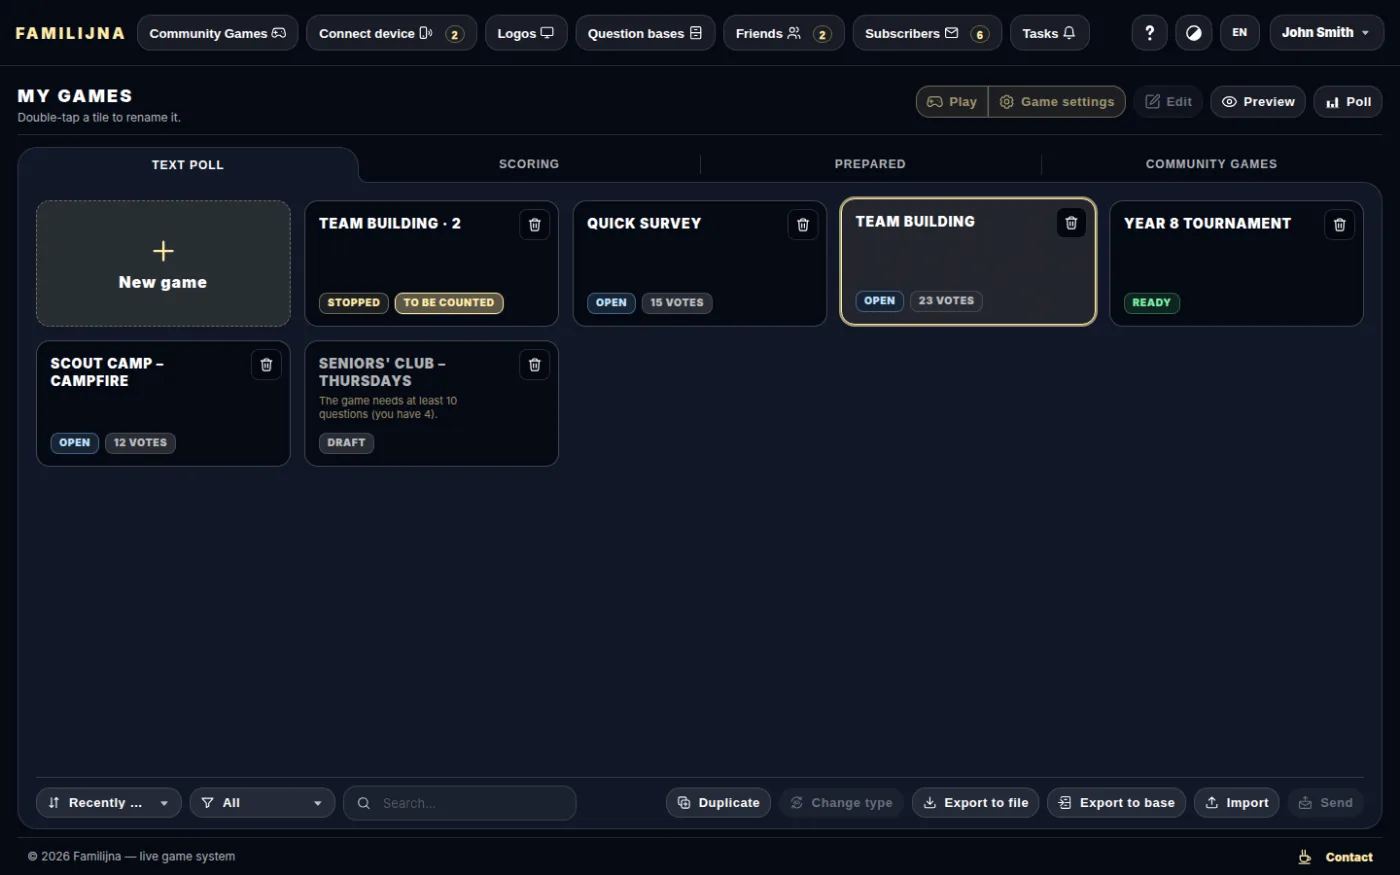 FAMILIJNA
Community Games
Connect device 2
Logos
Question bases
Friends 2
Subscribers 6
Tasks
?
EN
John Smith
MY GAMES
Double-tap a tile to rename it.
Play
Game settings
Edit
Preview
Poll
TEXT POLL
SCORING
PREPARED
COMMUNITY GAMES
+
New game
TEAM BUILDING · 2
STOPPED
TO BE COUNTED
QUICK SURVEY
OPEN
15 VOTES
TEAM BUILDING
OPEN
23 VOTES
YEAR 8 TOURNAMENT
READY
SCOUT CAMP –
CAMPFIRE
OPEN
12 VOTES
SENIORS' CLUB –
THURSDAYS
The game needs at least 10
questions (you have 4).
DRAFT
Recently ...
All
Search...
Duplicate
Change type
Export to file
Export to base
Import
Send
© 2026 Familijna — live game system
Contact